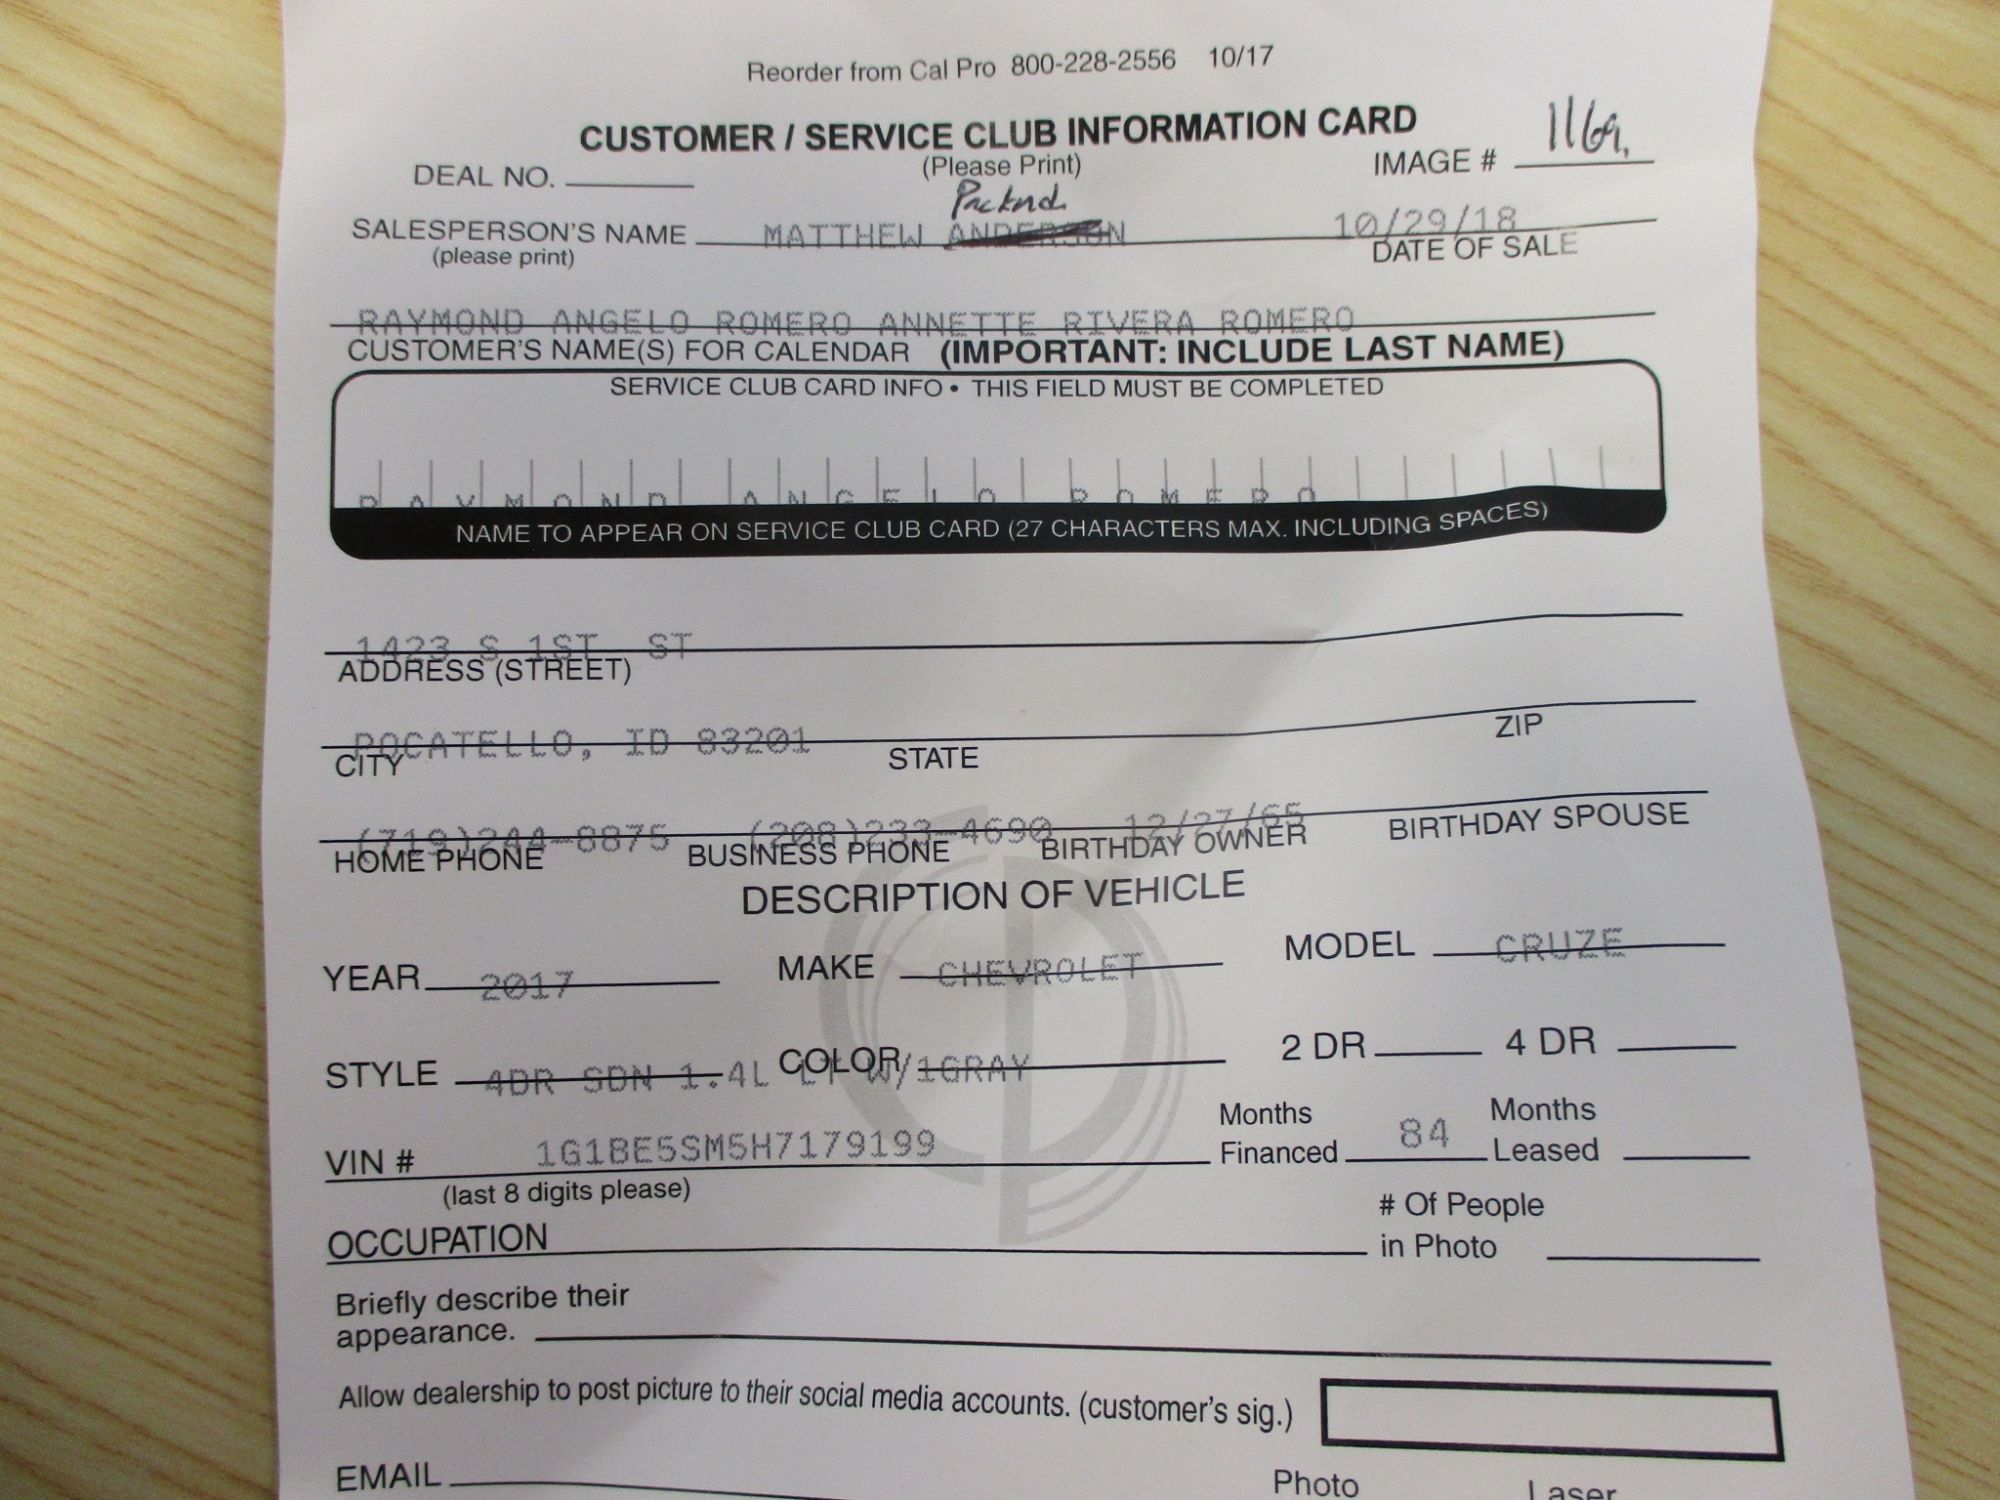 Reorder from Cal Pro 800-228-2556 10/17
CUSTOMER / SERVICE CLUB INFORMATION CARD
(Please Print)
DEAL NO.
IMAGE # 1169.
SALESPERSON'S NAME MATTHEW ANDERSON 10/29/18
(please print)
DATE OF SALE
RAYMOND ANGELO ROMERO ANNETTE RIVERA ROMERO
CUSTOMER'S NAME(S) FOR CALENDAR (IMPORTANT: INCLUDE LAST NAME)
SERVICE CLUB CARD INFO • THIS FIELD MUST BE COMPLETED
RAYMOND ANGELO ROMERO
NAME TO APPEAR ON SERVICE CLUB CARD (27 CHARACTERS MAX. INCLUDING SPACES)
1423 S 1ST ST
ADDRESS (STREET)
POCATELLO, ID 83201
CITY STATE ZIP
(719)244-8875 (208)233-4690 12/27/65
HOME PHONE BUSINESS PHONE BIRTHDAY OWNER BIRTHDAY SPOUSE
DESCRIPTION OF VEHICLE
YEAR 2017 MAKE CHEVROLET MODEL CRUZE
STYLE 4DR SDN 1.4L LT W/1 COLOR GRAY 2 DR 4 DR
VIN # 1G1BE5SM5H7179199 Months Financed 84 Months Leased
(last 8 digits please)
OCCUPATION # Of People in Photo
Briefly describe their
appearance.
Allow dealership to post picture to their social media accounts. (customer's sig.)
EMAIL
Photo Laser